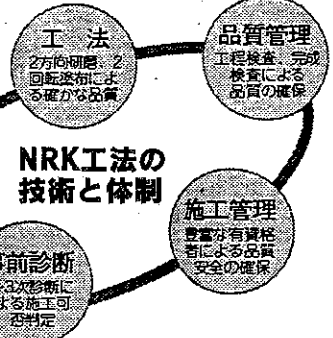 工法
2方向研磨、2
回転塗布によ
る確かな品質
品質管理
工程検査、完成
検査による
品質の確保
NRK工法の
技術と体制
施工管理
豊富な有資格
者による品質
安全の確保
前診断
3次診断に
よる施工可
否判定